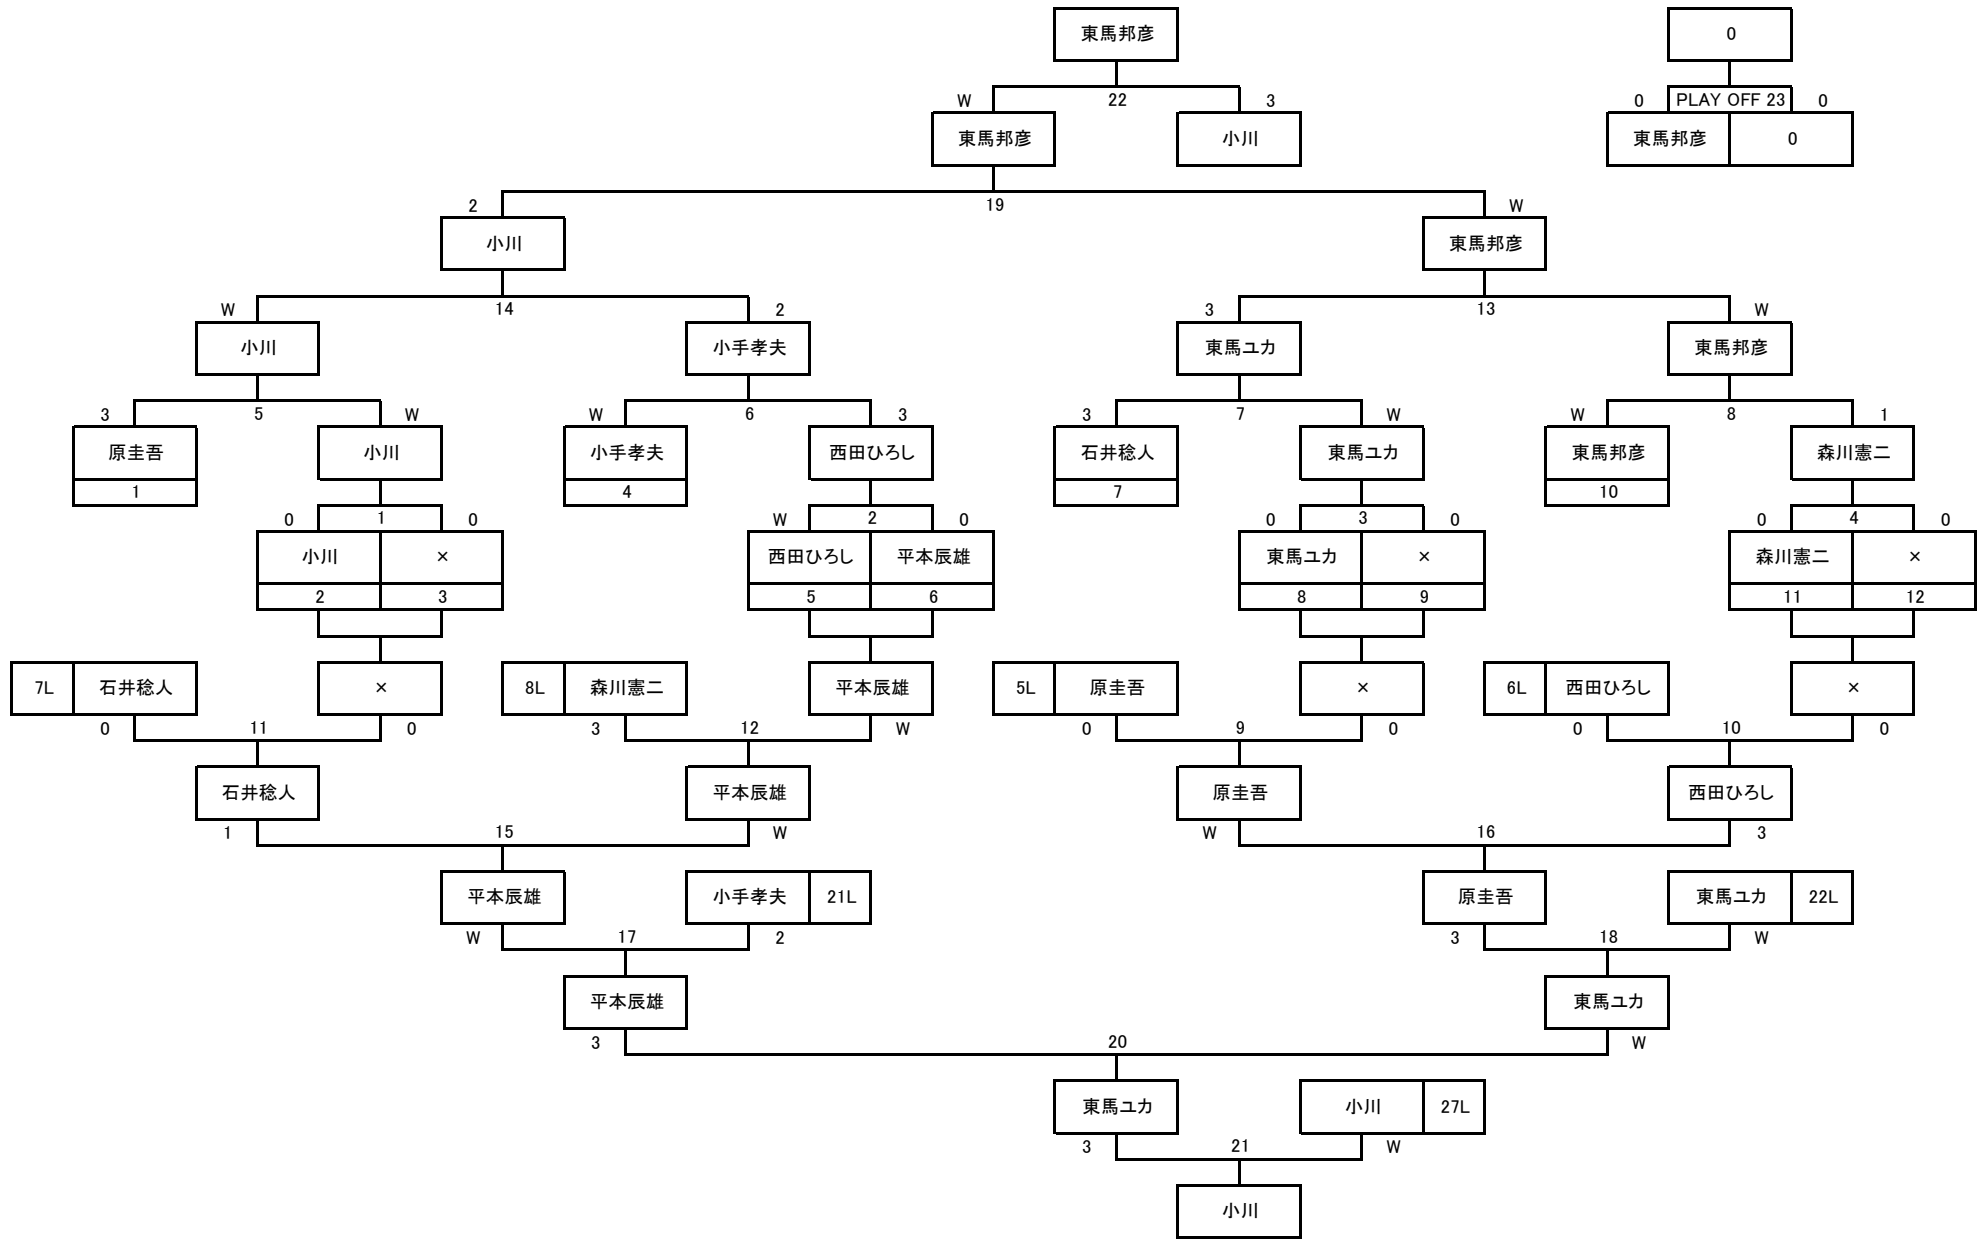 東馬邦彦 0
W 22 3 0 PLAY OFF 23 0
東馬邦彦 小川 東馬邦彦 0
2 19 W
小川 東馬邦彦
W 14 2 3 13 W
小川 小手孝夫 東馬ユカ 東馬邦彦
3 5 W W 6 3 3 7 W W 8 1
原圭吾 小川 小手孝夫 西田ひろし 石井稔人 東馬ユカ 東馬邦彦 森川憲二
1 4 7 10
0 1 0 W 2 0 0 3 0 0 4 0
小川 × 西田ひろし 平本辰雄 東馬ユカ × 森川憲二 ×
2 3 5 6 8 9 11 12
7L 石井稔人 × 8L 森川憲二 平本辰雄 5L 原圭吾 × 6L 西田ひろし ×
0 11 0 3 12 W 0 9 0 0 10 0
石井稔人 平本辰雄 原圭吾 西田ひろし
1 15 W W 16 3
平本辰雄 小手孝夫 21L 原圭吾 東馬ユカ 22L
W 17 2 3 18 W
平本辰雄 東馬ユカ
3 20 W
東馬ユカ 小川 27L
3 21 W
小川